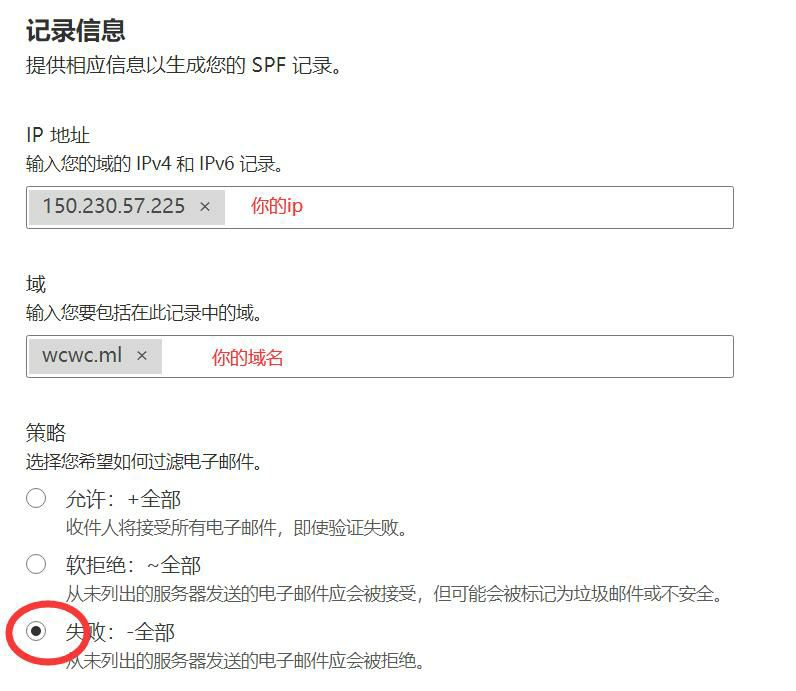 记录信息
提供相应信息以生成您的 SPF 记录。
IP 地址
输入您的域的 IPv4 和 IPv6 记录。
150.230.57.225 × 你的ip
域
输入您要包括在此记录中的域。
wcwc.ml × 你的域名
策略
选择您希望如何过滤电子邮件。
允许：+全部
收件人将接受所有电子邮件，即使验证失败。
软拒绝：~全部
从未列出的服务器发送的电子邮件应会被接受，但可能会被标记为垃圾邮件或不安全。
失败：-全部
从未列出的服务器发送的电子邮件应会被拒绝。